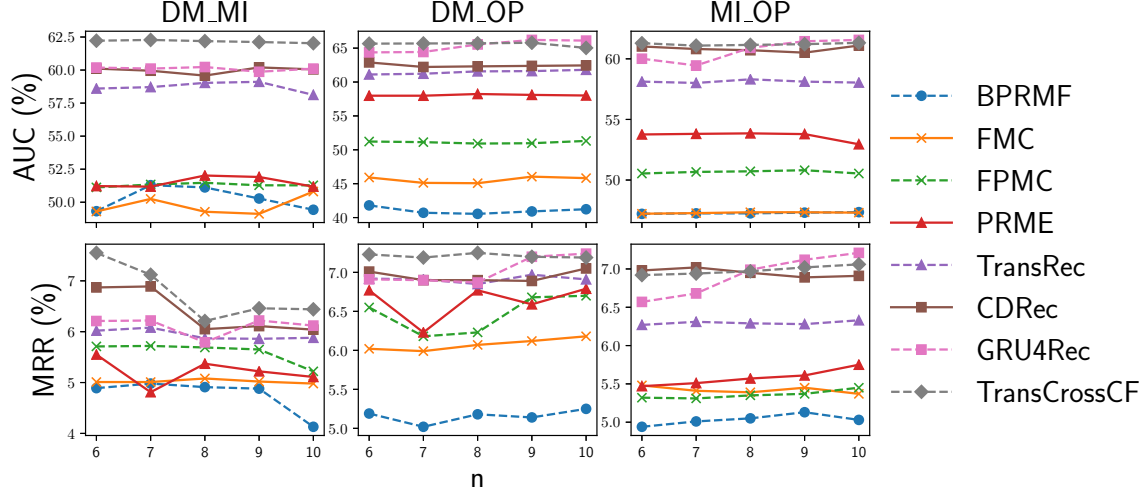 DM_MI
DM_OP
MI_OP
AUC (%)
62.5
60.0
57.5
55.0
52.5
50.0
65
60
55
50
45
40
60
55
50
MRR (%)
7
6
5
4
7.0
6.5
6.0
5.5
5.0
7.0
6.5
6.0
5.5
5.0
6 7 8 9 10
6 7 8 9 10
6 7 8 9 10
n
BPRMF
FMC
FPMC
PRME
TransRec
CDRec
GRU4Rec
TransCrossCF